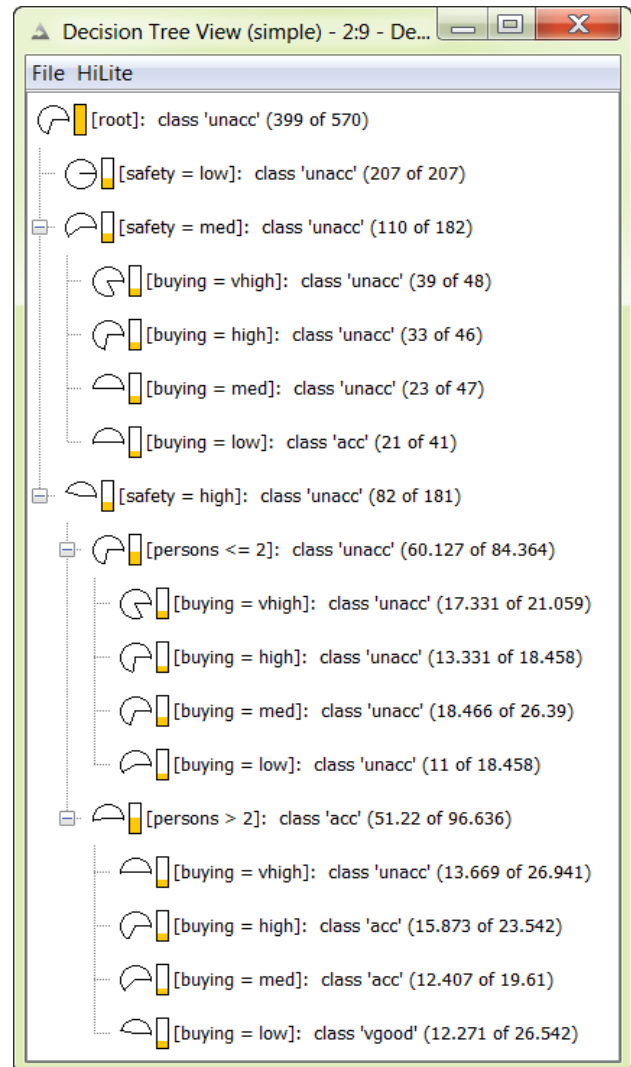 Decision Tree View (simple) - 2:9 - De...
File HiLite
[root]: class 'unacc' (399 of 570)
[safety = low]: class 'unacc' (207 of 207)
[safety = med]: class 'unacc' (110 of 182)
[buying = vhigh]: class 'unacc' (39 of 48)
[buying = high]: class 'unacc' (33 of 46)
[buying = med]: class 'unacc' (23 of 47)
[buying = low]: class 'acc' (21 of 41)
[safety = high]: class 'unacc' (82 of 181)
[persons <= 2]: class 'unacc' (60.127 of 84.364)
[buying = vhigh]: class 'unacc' (17.331 of 21.059)
[buying = high]: class 'unacc' (13.331 of 18.458)
[buying = med]: class 'unacc' (18.466 of 26.39)
[buying = low]: class 'unacc' (11 of 18.458)
[persons > 2]: class 'acc' (51.22 of 96.636)
[buying = vhigh]: class 'unacc' (13.669 of 26.941)
[buying = high]: class 'acc' (15.873 of 23.542)
[buying = med]: class 'acc' (12.407 of 19.61)
[buying = low]: class 'vgood' (12.271 of 26.542)